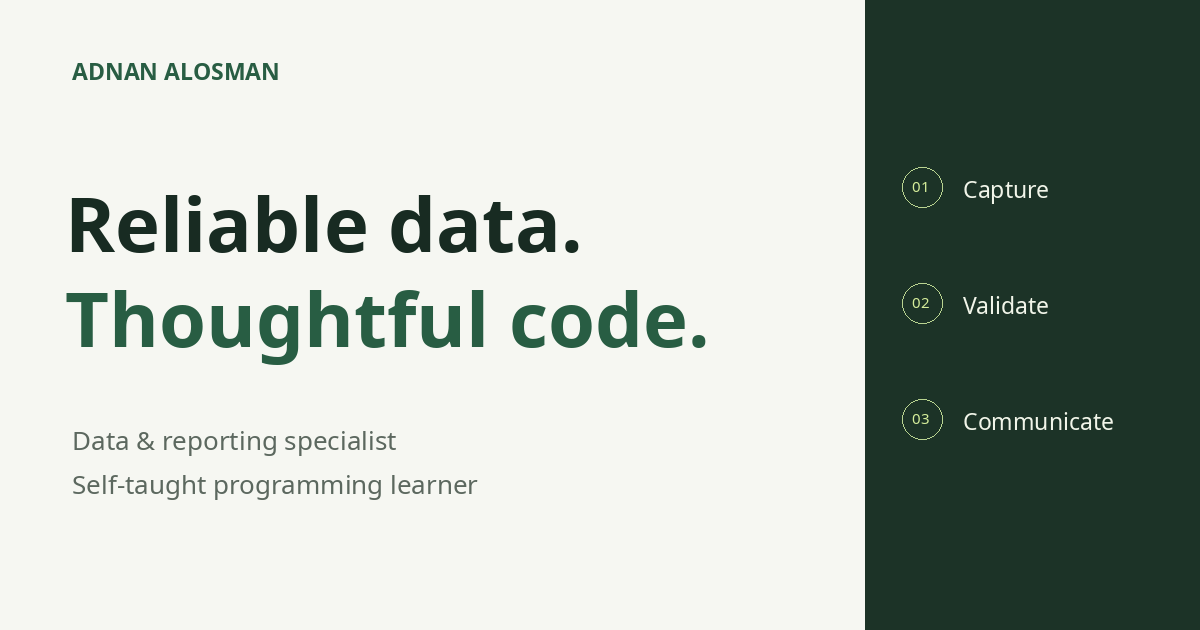 ADNAN ALOSMAN
Reliable data.
Thoughtful code.
Data & reporting specialist
Self-taught programming learner
01 Capture
02 Validate
03 Communicate